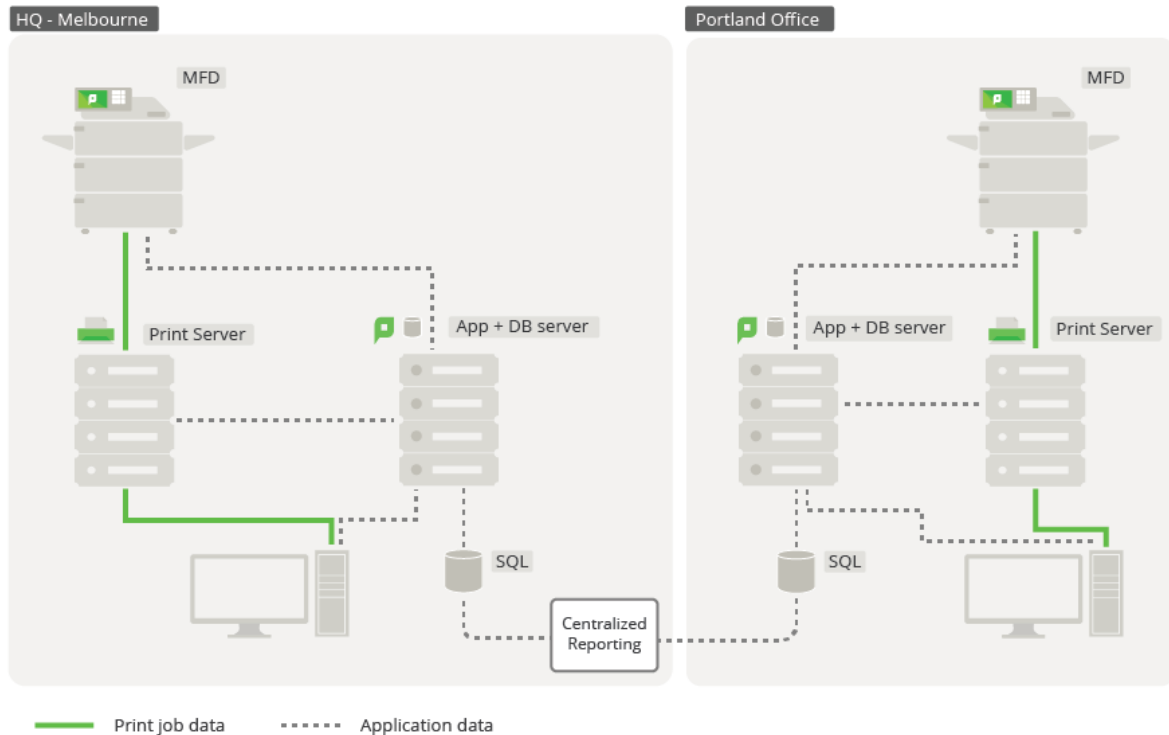 HQ - Melbourne
Portland Office
MFD
MFD
Print Server
App + DB server
App + DB server
Print Server
SQL
SQL
Centralized
Reporting
Print job data
Application data